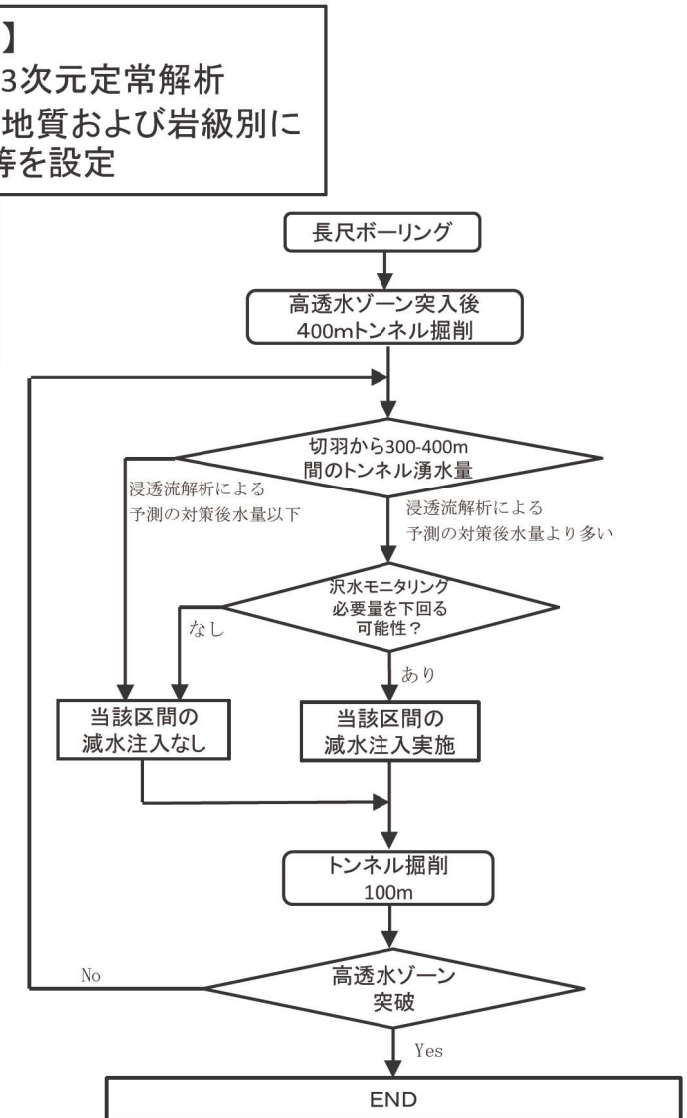 】
3次元定常解析
地質および岩級別に
等を設定
長尺ボーリング
高透水ゾーン突入後
400mトンネル掘削
切羽から300-400m
間のトンネル湧水量
浸透流解析による
予測の対策後水量以下
浸透流解析による
予測の対策後水量より多い
沢水モニタリング
必要量を下回る
可能性？
なし
あり
当該区間の
減水注入なし
当該区間の
減水注入実施
トンネル掘削
100m
高透水ゾーン
突破
No
Yes
END